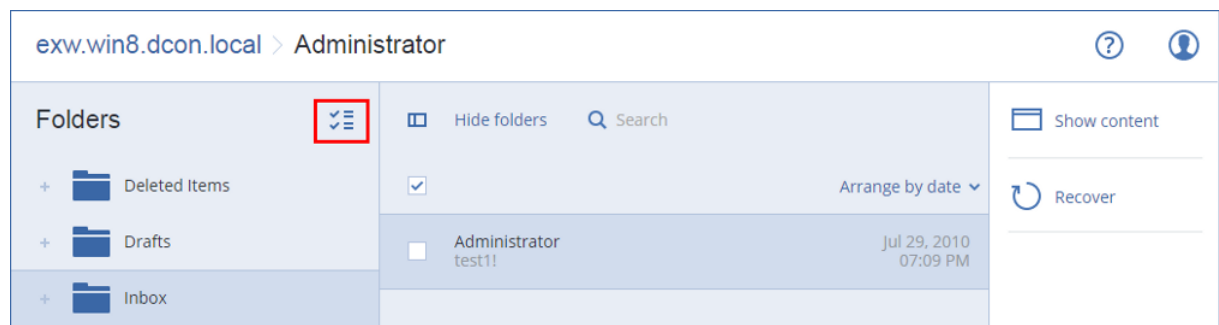 exw.win8.dcon.local > Administrator
Folders
Hide folders
Search
Show content
Deleted Items
Arrange by date
Recover
Drafts
Administrator
Jul 29, 2010
test1!
07:09 PM
Inbox